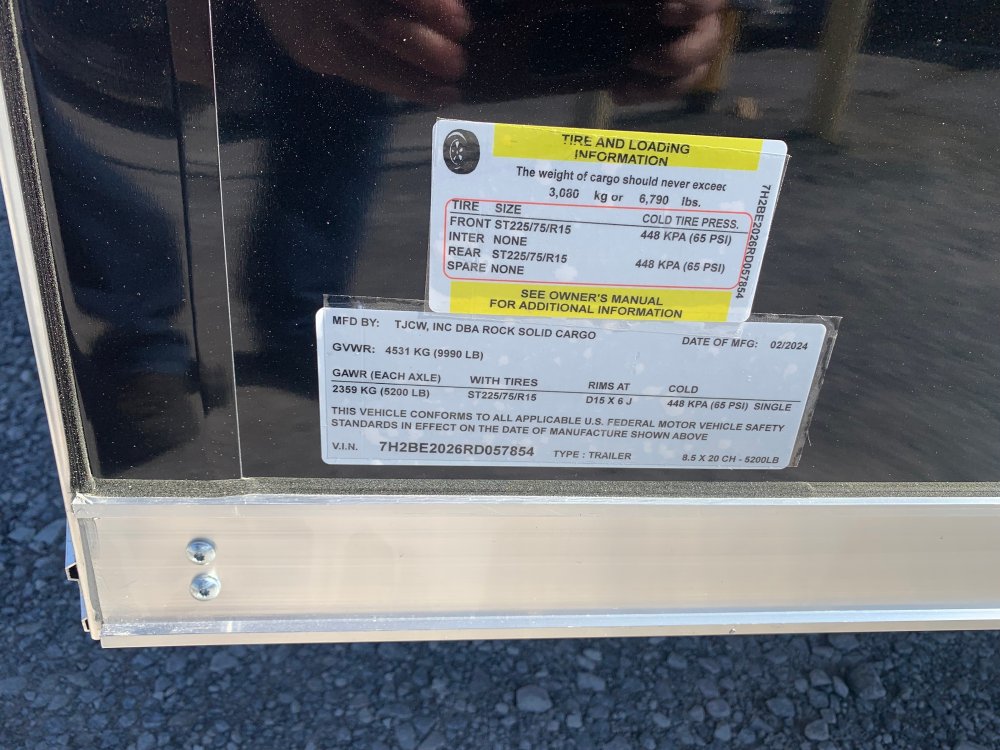 TIRE AND LOADING
INFORMATION
The weight of cargo should never exceed
3,080 kg or 6,790 lbs.
TIRE SIZE COLD TIRE PRESS.
FRONT ST225/75/R15 448 KPA (65 PSI)
INTER NONE
REAR ST225/75/R15 448 KPA (65 PSI)
SPARE NONE
SEE OWNER'S MANUAL
FOR ADDITIONAL INFORMATION
7H2BE2026RD057854
MFD BY: TJCW, INC DBA ROCK SOLID CARGO DATE OF MFG: 02/2024
GVWR: 4531 KG (9990 LB)
GAWR (EACH AXLE) WITH TIRES RIMS AT COLD
2359 KG (5200 LB) ST225/75/R15 D15 X 6 J 448 KPA (65 PSI) SINGLE
THIS VEHICLE CONFORMS TO ALL APPLICABLE U.S. FEDERAL MOTOR VEHICLE SAFETY
STANDARDS IN EFFECT ON THE DATE OF MANUFACTURE SHOWN ABOVE
V.I.N. 7H2BE2026RD057854 TYPE : TRAILER 8.5 X 20 CH - 5200LB